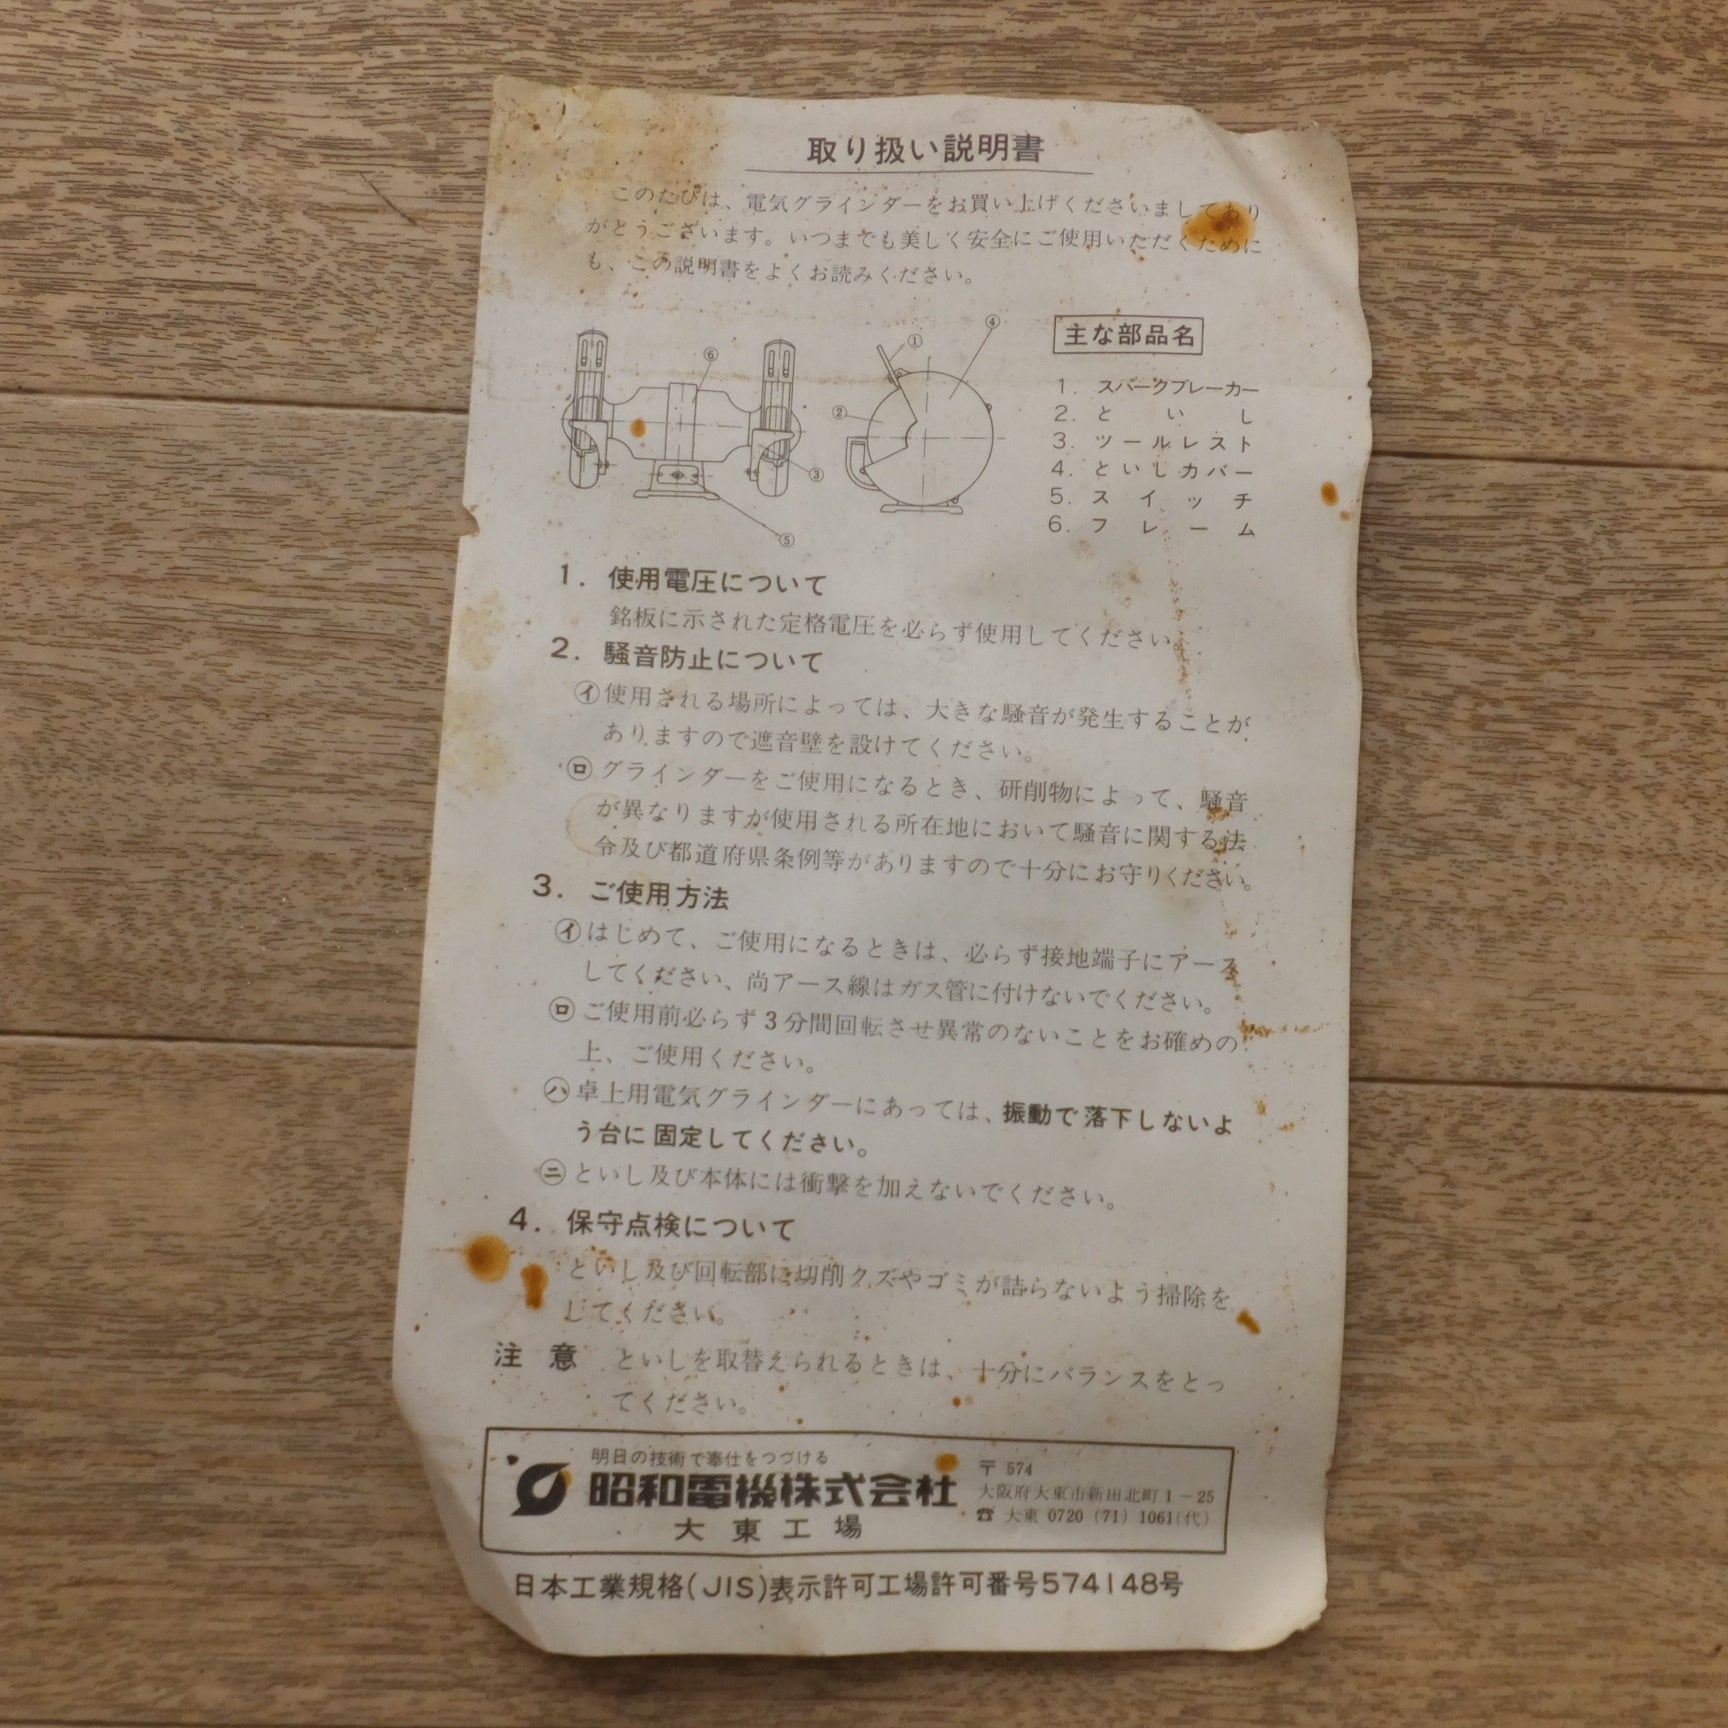 取り扱い説明書
このたびは、電気グラインダーをお買い上げくださいましてあり
がとうございます。いつまでも美しく安全にご使用いただくために
も、この説明書をよくお読みください。
① ② ③ ④ ⑤ ⑥
主な部品名
1. スパークブレーカー
2. といし
3. ツールレスト
4. といしカバー
5. スイッチ
6. フレーム
1. 使用電圧について
銘板に示された定格電圧を必らず使用してください。
2. 騒音防止について
㋑使用される場所によっては、大きな騒音が発生することが
ありますので遮音壁を設けてください。
㋺グラインダーをご使用になるとき、研削物によって、騒音
が異なりますが使用される所在地において騒音に関する法
令及び都道府県条例等がありますので十分にお守りください。
3. ご使用方法
㋑はじめて、ご使用になるときは、必らず接地端子にアース
してください、尚アース線はガス管に付けないでください。
㋺ご使用前必らず3分間回転させ異常のないことをお確めの
上、ご使用ください。
㋩卓上用電気グラインダーにあっては、振動で落下しないよ
う台に固定してください。
㋥といし及び本体には衝撃を加えないでください。
4. 保守点検について
といし及び回転部に切削クズやゴミが詰らないよう掃除を
してください。
注意 といしを取替えられるときは、十分にバランスをとっ
てください。
明日の技術で奉仕をつづける
昭和電機株式会社
大東工場
〒 574
大阪府大東市新田北町1-25
☎ 大東 0720 (71) 1061(代)
日本工業規格(JIS)表示許可工場許可番号574148号